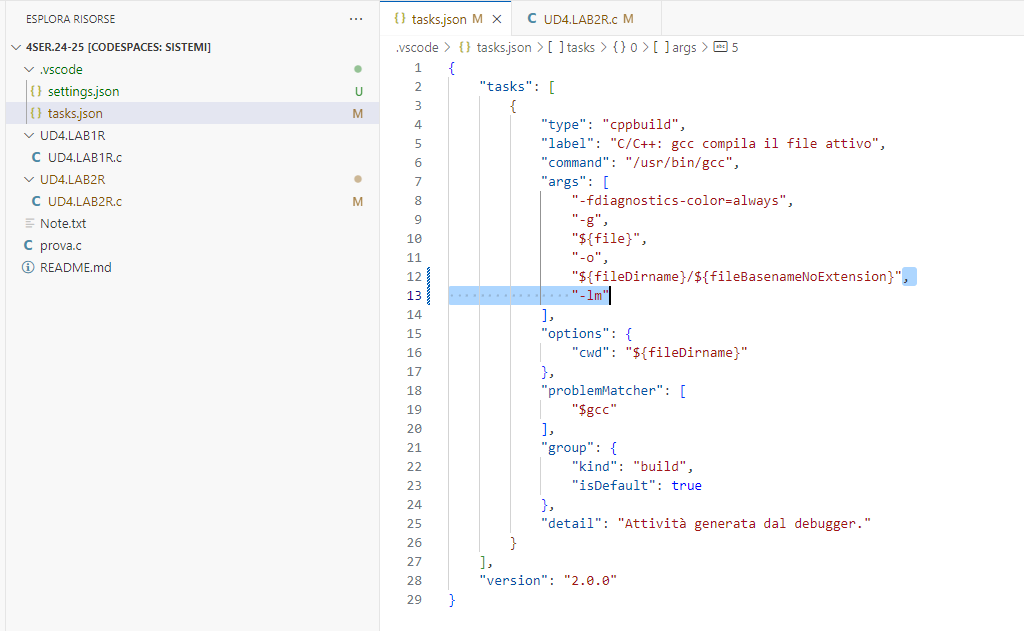 ESPLORA RISORSE
4SER.24-25 [CODESPACES: SISTEMI]
.vscode
{} settings.json U
{} tasks.json M
UD4.LAB1R
C UD4.LAB1R.c
UD4.LAB2R
C UD4.LAB2R.c M
Note.txt
C prova.c
README.md
{} tasks.json M
C UD4.LAB2R.c M
.vscode > {} tasks.json > [ ] tasks > {} 0 > [ ] args > abc 5
1 {
2 "tasks": [
3 {
4 "type": "cppbuild",
5 "label": "C/C++: gcc compila il file attivo",
6 "command": "/usr/bin/gcc",
7 "args": [
8 "-fdiagnostics-color=always",
9 "-g",
10 "${file}",
11 "-o",
12 "${fileDirname}/${fileBasenameNoExtension}",
13 "-lm"
14 ],
15 "options": {
16 "cwd": "${fileDirname}"
17 },
18 "problemMatcher": [
19 "$gcc"
20 ],
21 "group": {
22 "kind": "build",
23 "isDefault": true
24 },
25 "detail": "Attività generata dal debugger."
26 }
27 ],
28 "version": "2.0.0"
29 }